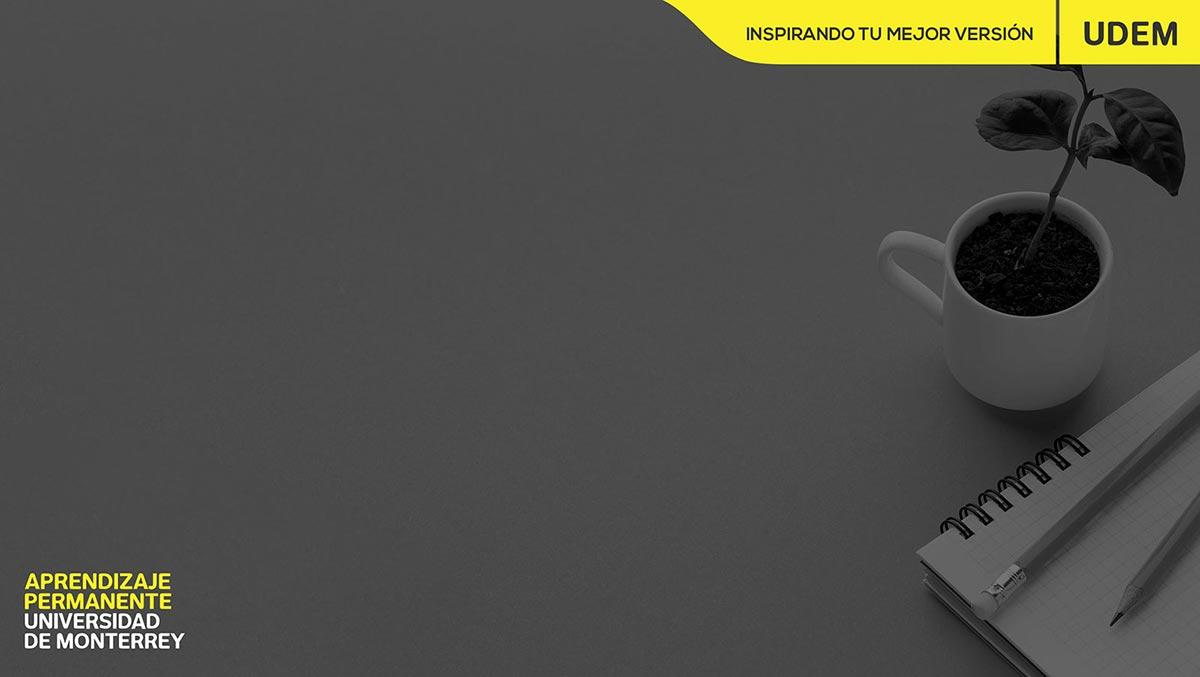 INSPIRANDO TU MEJOR VERSIÓN
UDEM
APRENDIZAJE
PERMANENTE
UNIVERSIDAD
DE MONTERREY